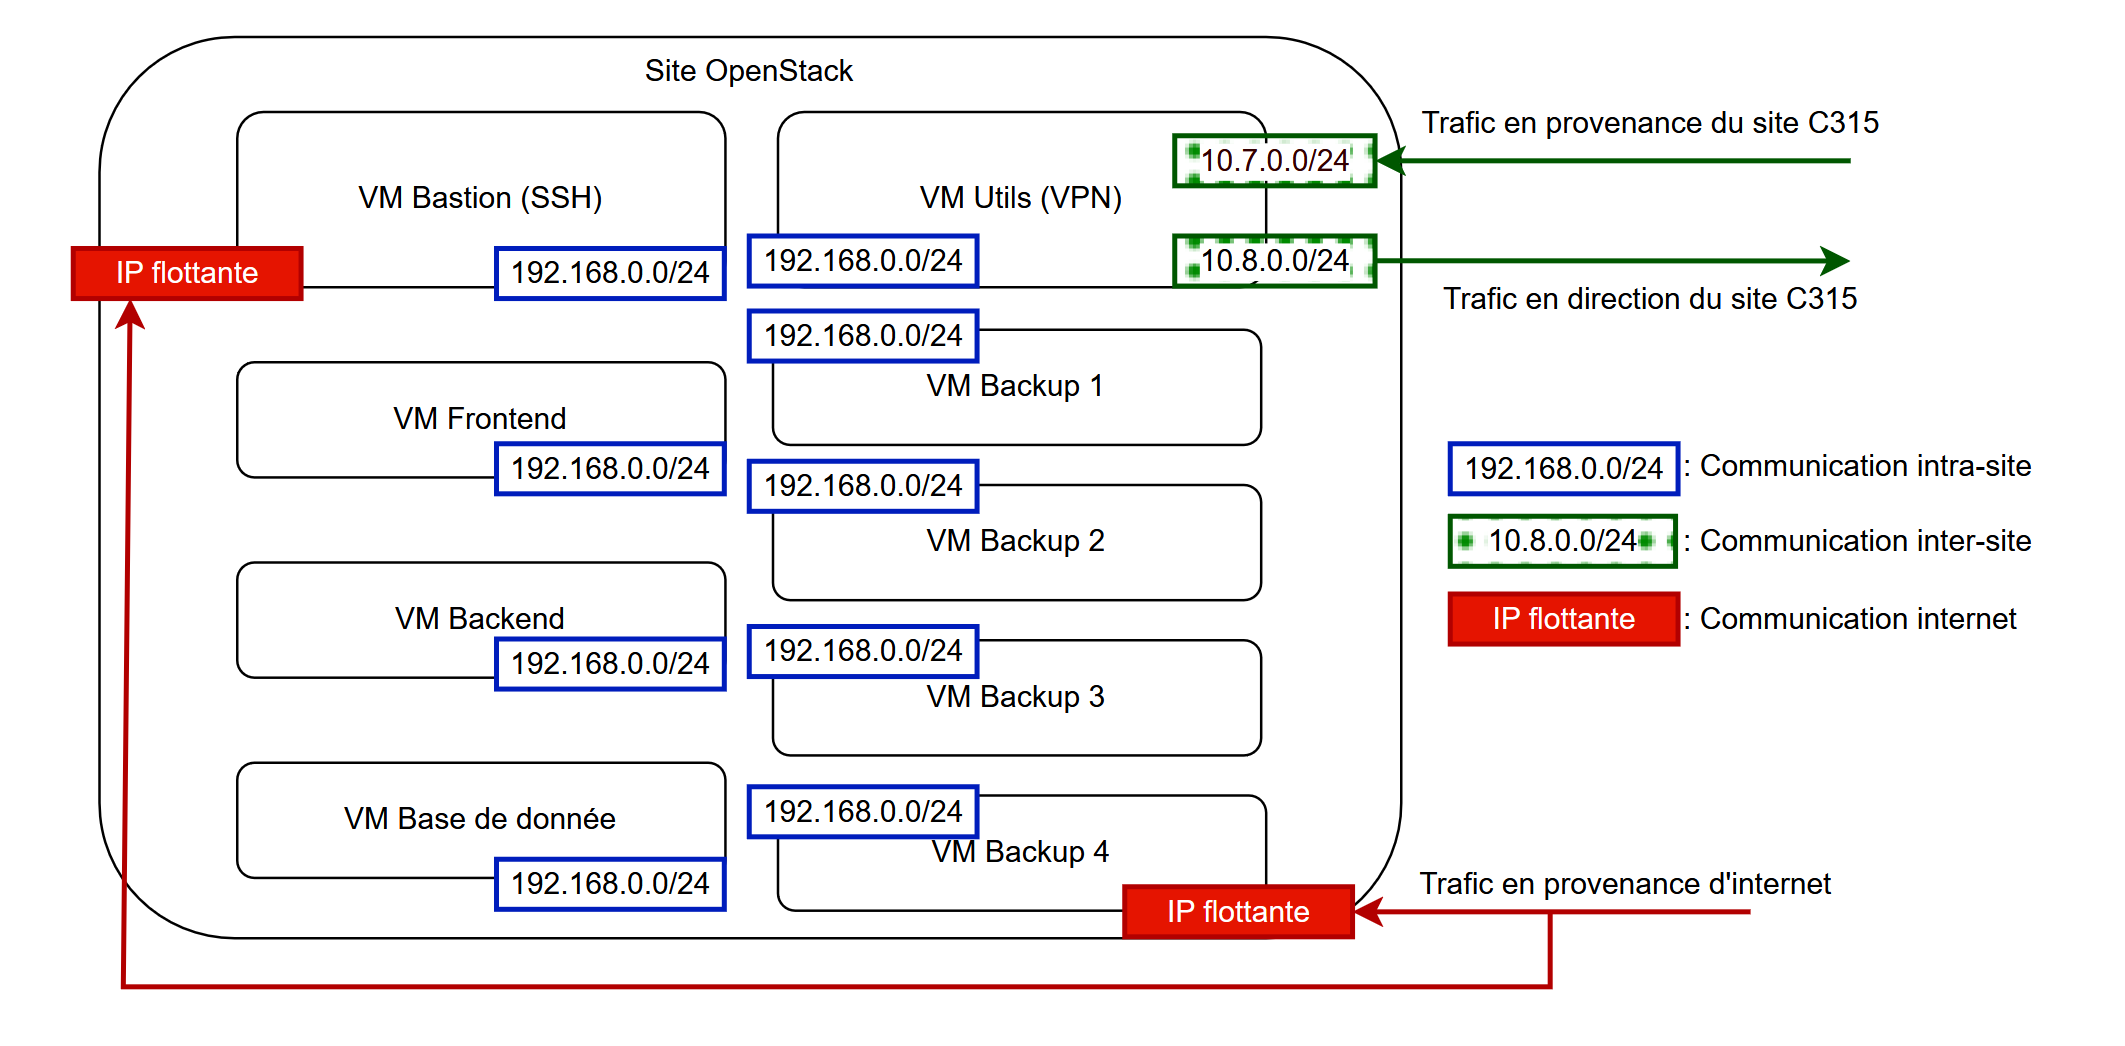 Site OpenStack
VM Bastion (SSH)
IP flottante
192.168.0.0/24
VM Utils (VPN)
192.168.0.0/24
10.7.0.0/24
10.8.0.0/24
Trafic en provenance du site C315
Trafic en direction du site C315
VM Frontend
192.168.0.0/24
192.168.0.0/24
VM Backup 1
VM Backend
192.168.0.0/24
192.168.0.0/24
VM Backup 2
192.168.0.0/24
VM Backup 3
VM Base de donnée
192.168.0.0/24
192.168.0.0/24
VM Backup 4
IP flottante
192.168.0.0/24 : Communication intra-site
10.8.0.0/24 : Communication inter-site
IP flottante : Communication internet
Trafic en provenance d'internet